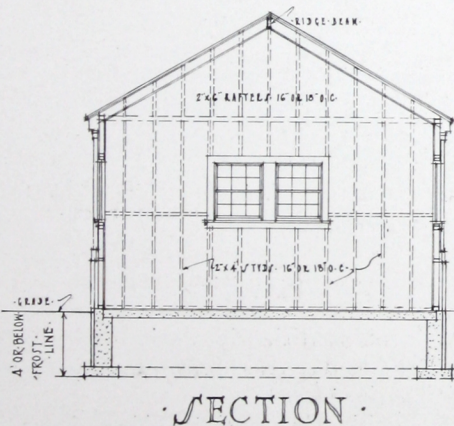 ·RIDGE·BEAM·
2"x6" RAFTERS 16" OR 18" O·C·
2"x4" STUDS· 16" OR 18" O·C·
·GRADE·
4' OR BELOW
·FROST·
·LINE·
·SECTION·